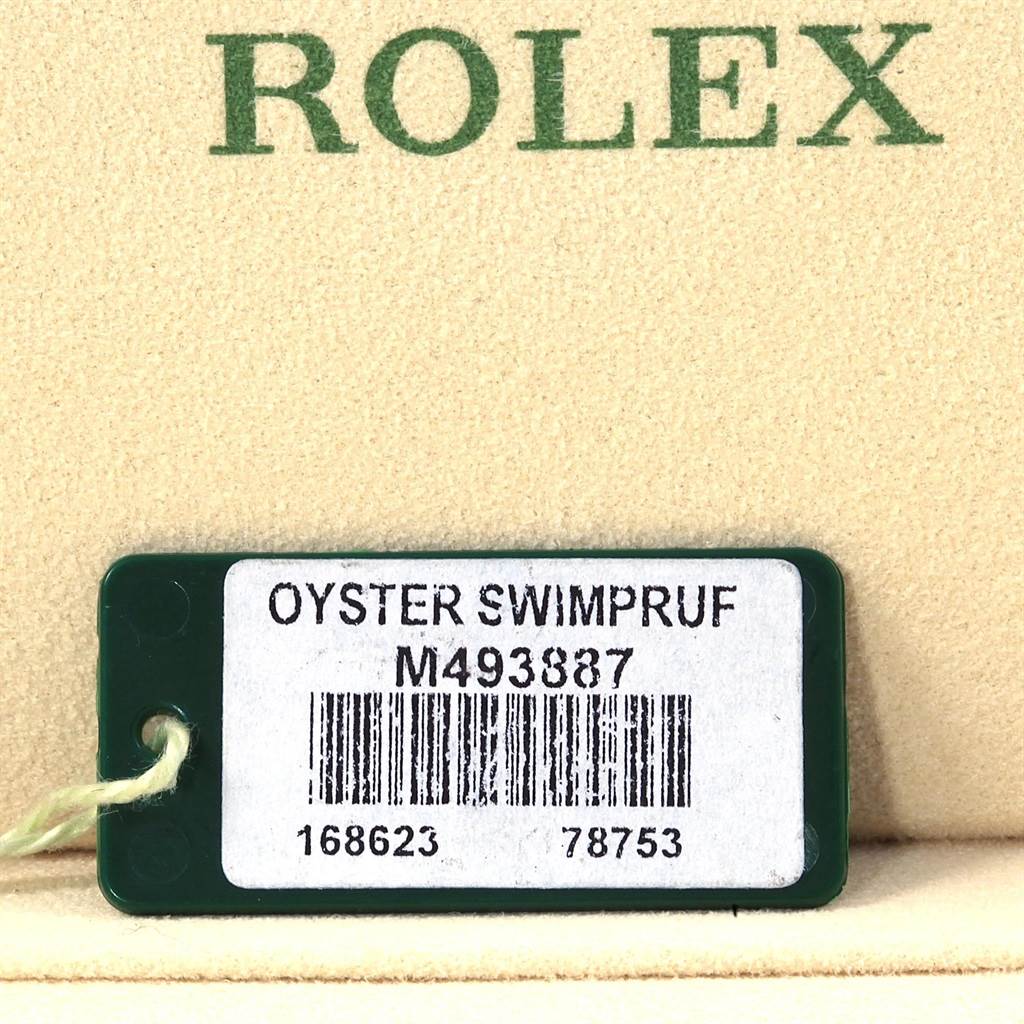 ROLEX
OYSTER SWIMPRUF
M493887
168623 78753